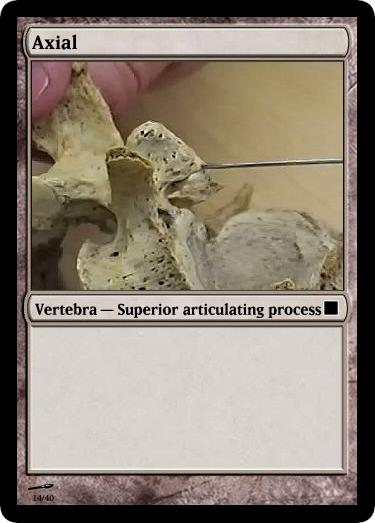 Axial
Vertebra — Superior articulating process
14/40